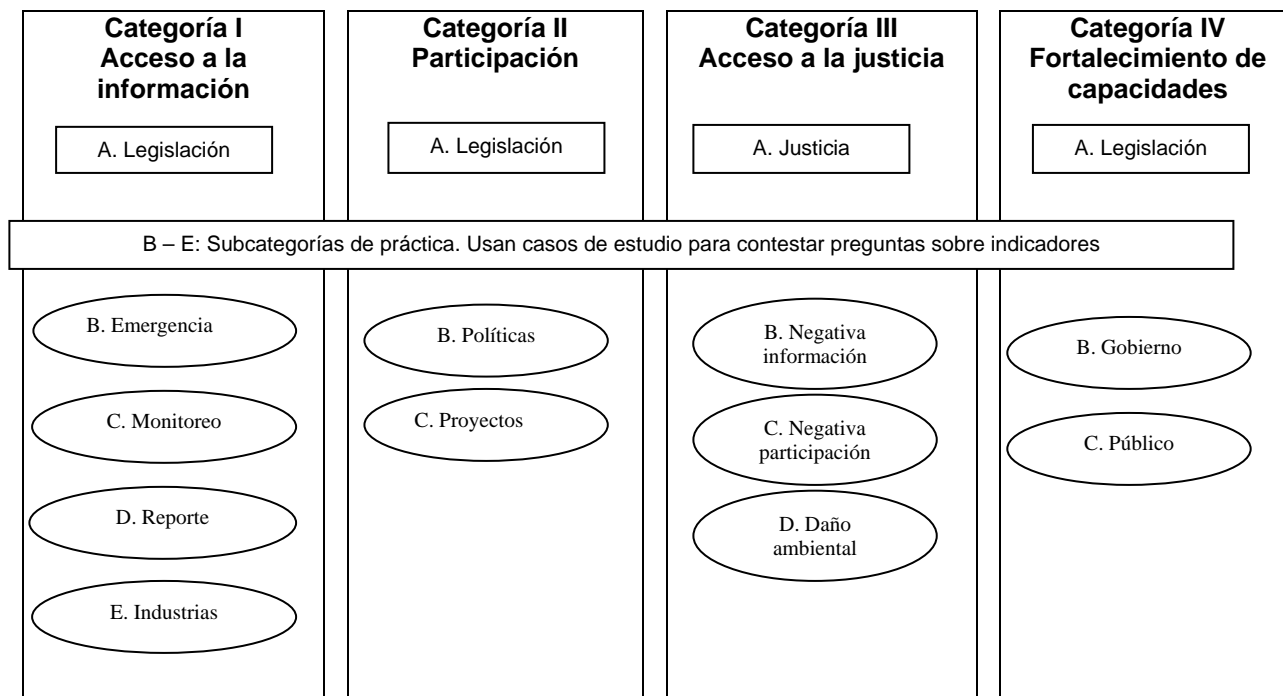 Categoría I
Acceso a la
información
A. Legislación
Categoría II
Participación
A. Legislación
Categoría III
Acceso a la justicia
A. Justicia
Categoría IV
Fortalecimiento de
capacidades
A. Legislación
B – E: Subcategorías de práctica. Usan casos de estudio para contestar preguntas sobre indicadores
B. Emergencia
C. Monitoreo
D. Reporte
E. Industrias
B. Políticas
C. Proyectos
B. Negativa
información
C. Negativa
participación
D. Daño
ambiental
B. Gobierno
C. Público